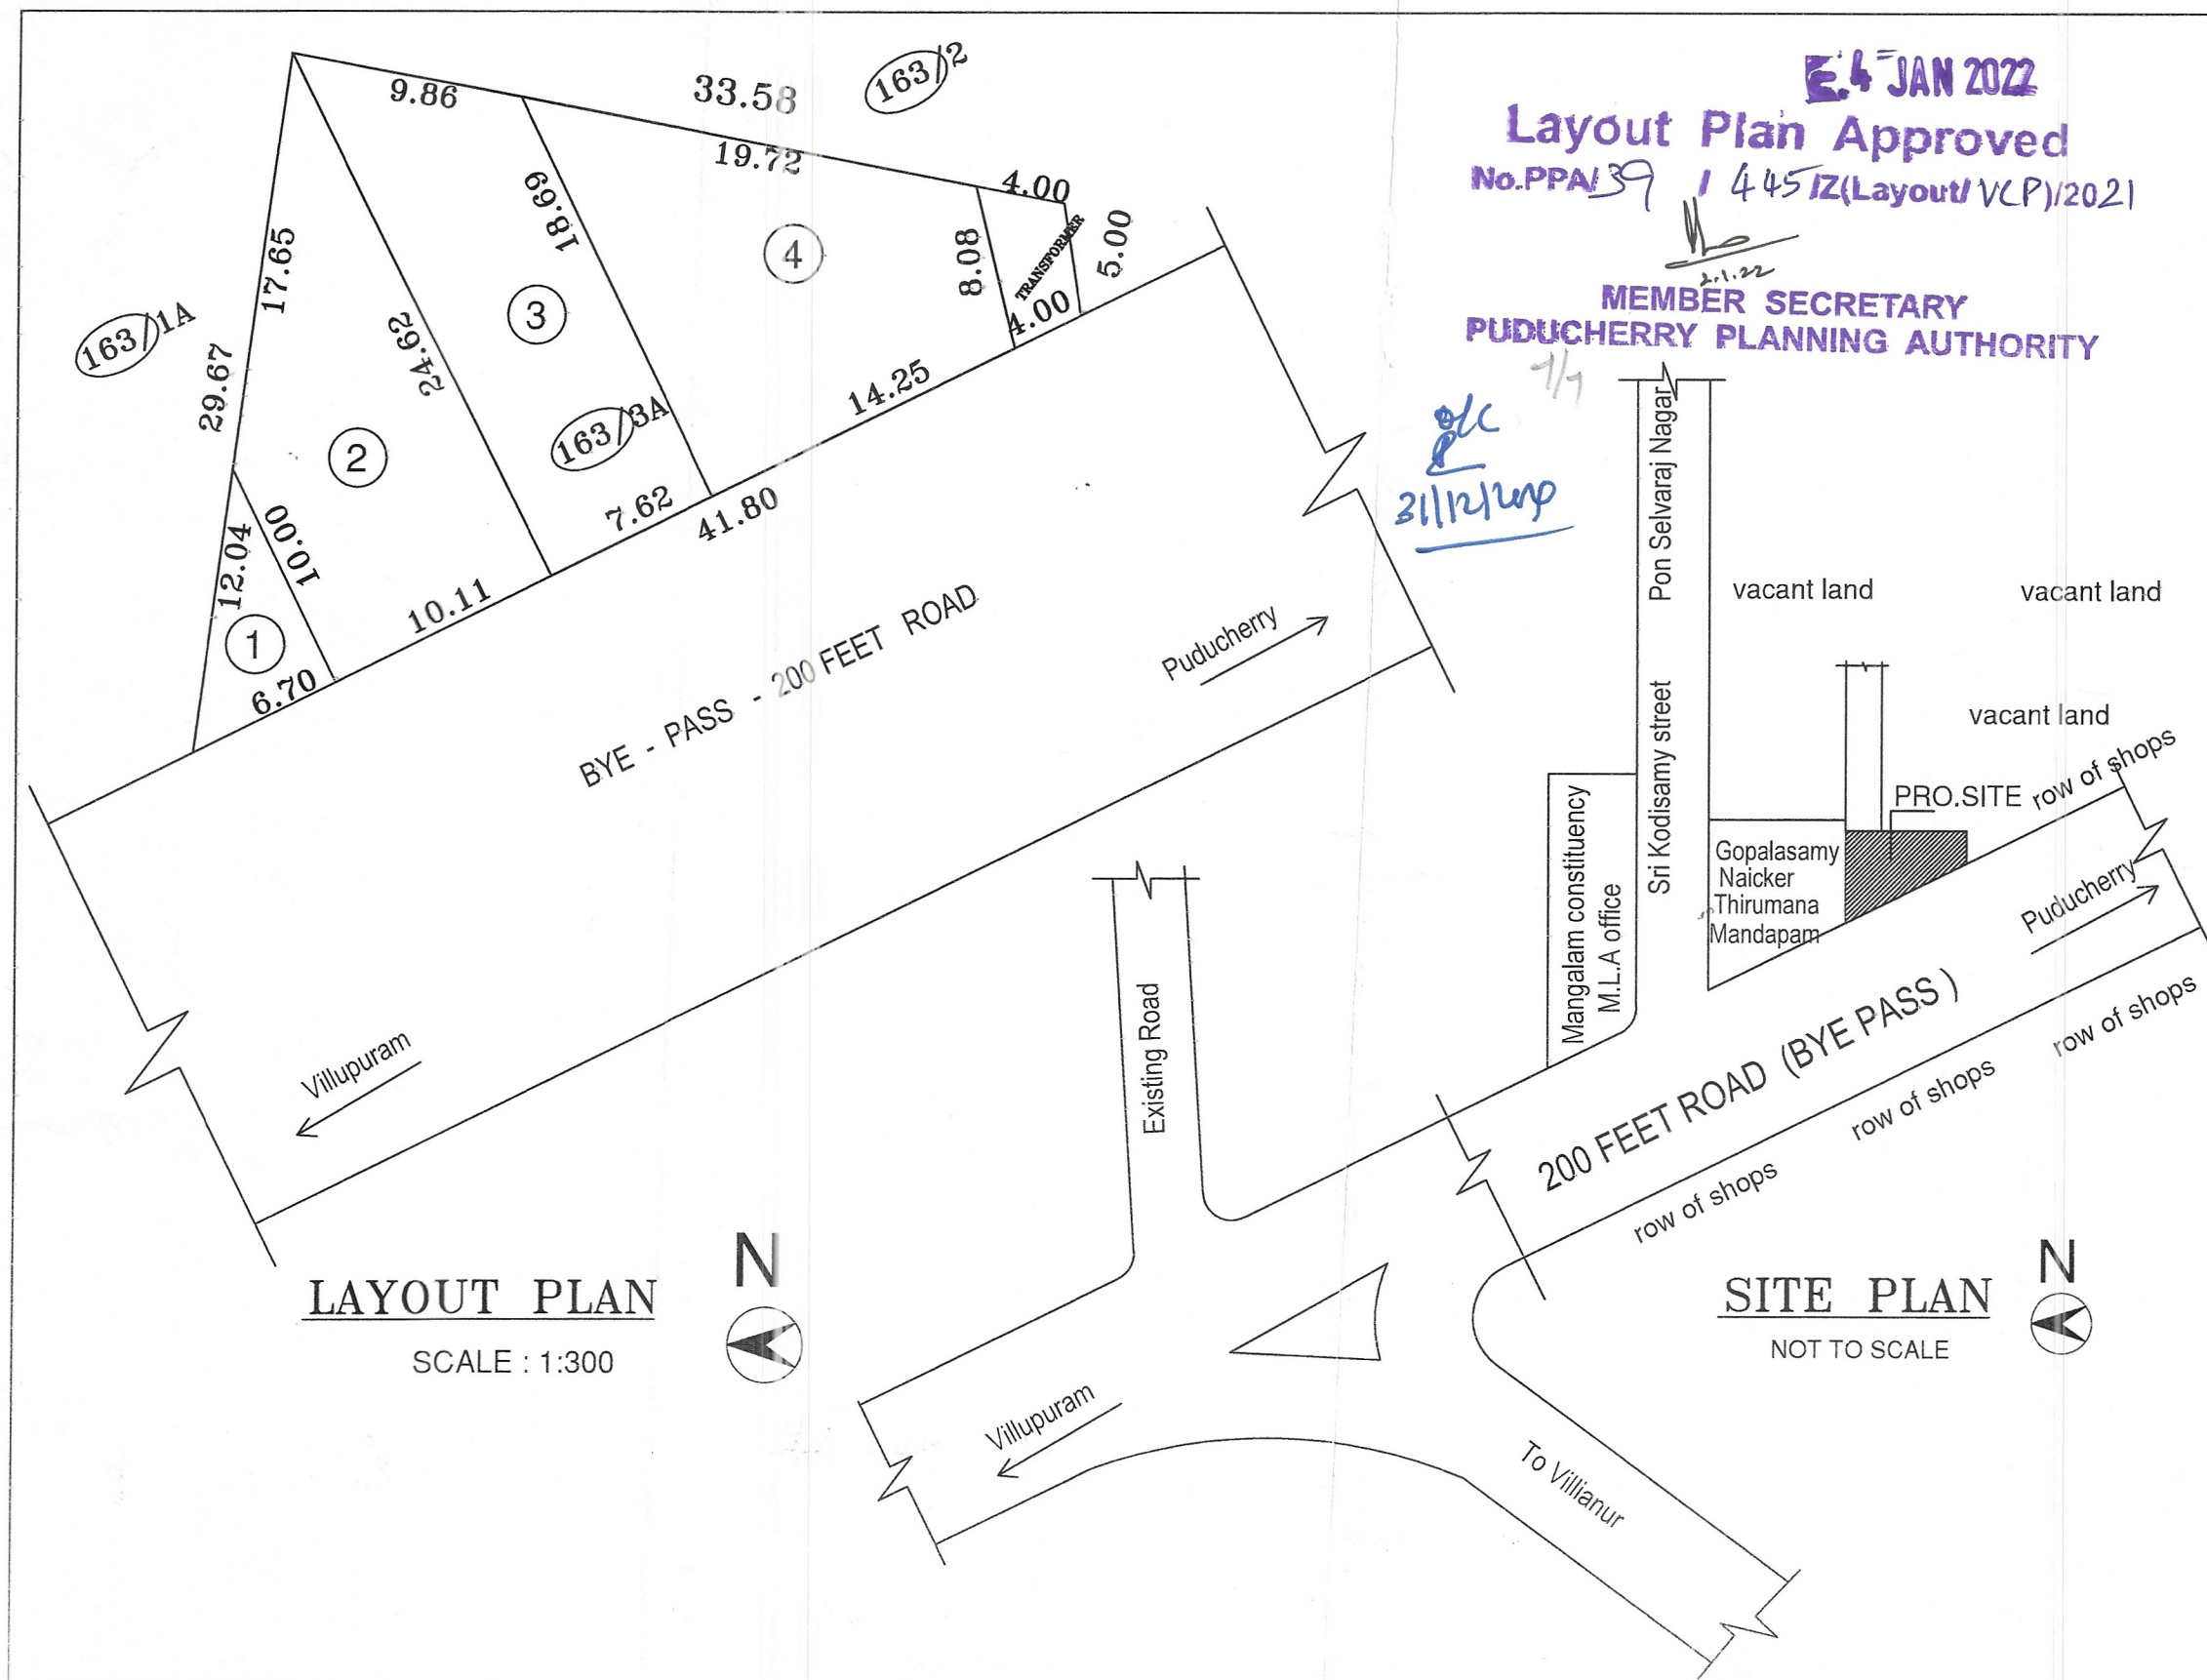 163/2
9.86
33.58
19.72
4.00
18.69
17.65
4
8.08
TRANSFORMER
5.00
4.00
163/1A
3
29.67
24.62
14.25
163/3A
2
7.62
41.80
10.00
12.04
10.11
1
6.70
BYE - PASS - 200 FEET ROAD
Puducherry
Villupuram
LAYOUT PLAN
SCALE : 1:300
N
4 JAN 2022
Layout Plan Approved
No.PPA/39 / 445/Z(Layout/VCP)/2021
2.1.22
MEMBER SECRETARY
PUDUCHERRY PLANNING AUTHORITY
31/12/
Pon Selvaraj Nagar
vacant land
vacant land
vacant land
Sri Kodisamy street
PRO.SITE
row of shops
Mangalam constituency
M.L.A office
Gopalasamy
Naicker
Thirumana
Mandapam
Puducherry
200 FEET ROAD (BYE PASS)
row of shops
row of shops
row of shops
Existing Road
Villupuram
To Villianur
SITE PLAN
NOT TO SCALE
N